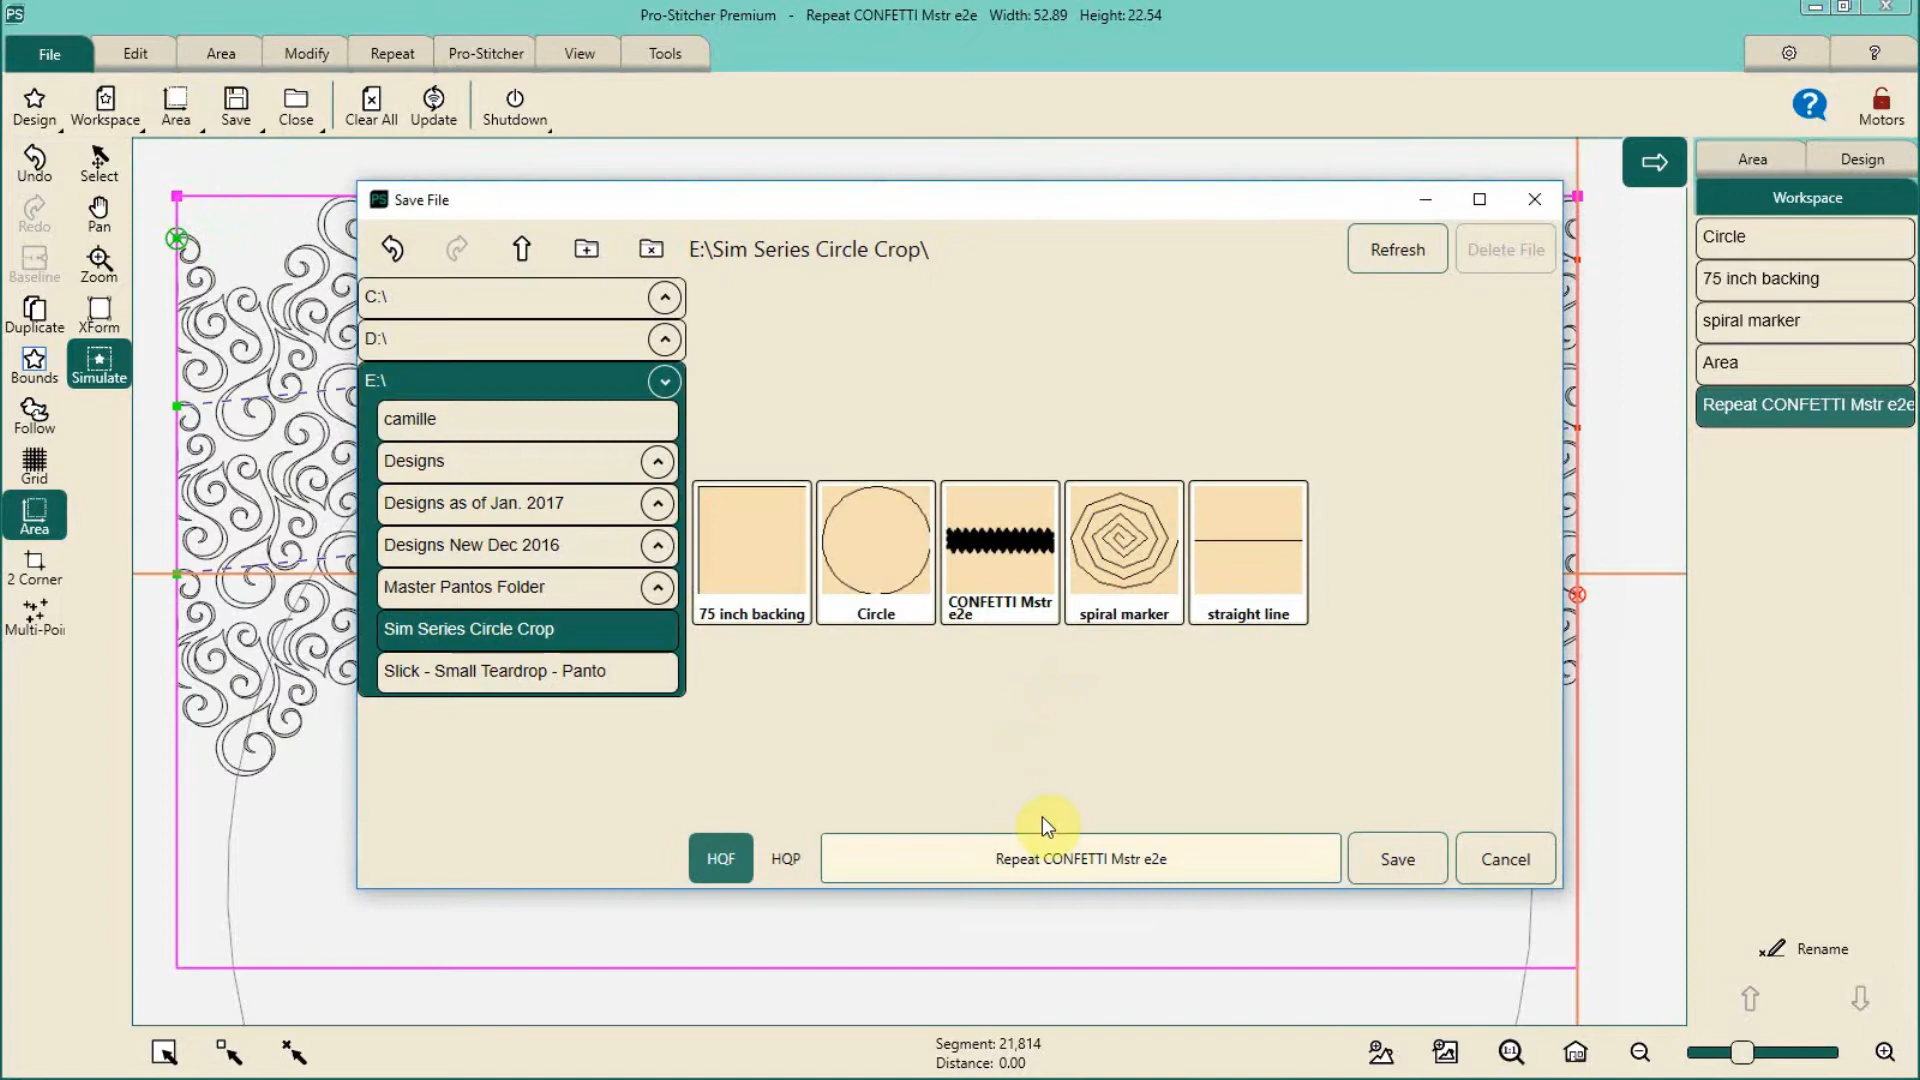 PS
Pro-Stitcher Premium - Repeat CONFETTI Mstr e2e Width: 52.89 Height: 22.54
File Edit Area Modify Repeat Pro-Stitcher View Tools ?
Design Workspace Area Save Close Clear All Update Shutdown ? Motors
Undo Select
Redo Pan
Baseline Zoom
Duplicate XForm
Bounds Simulate
Follow
Grid
Area
2 Corner
Multi-Poi
PS Save File
E:\Sim Series Circle Crop\ Refresh Delete File
C:\
D:\
E:\
camille
Designs
Designs as of Jan. 2017
Designs New Dec 2016
Master Pantos Folder
Sim Series Circle Crop
Slick - Small Teardrop - Panto
75 inch backing
Circle
CONFETTI Mstr
e2e
spiral marker
straight line
HQF HQP Repeat CONFETTI Mstr e2e Save Cancel
Area Design
Workspace
Circle
75 inch backing
spiral marker
Area
Repeat CONFETTI Mstr e2e
Rename
Segment: 21,814
Distance: 0.00
1:1